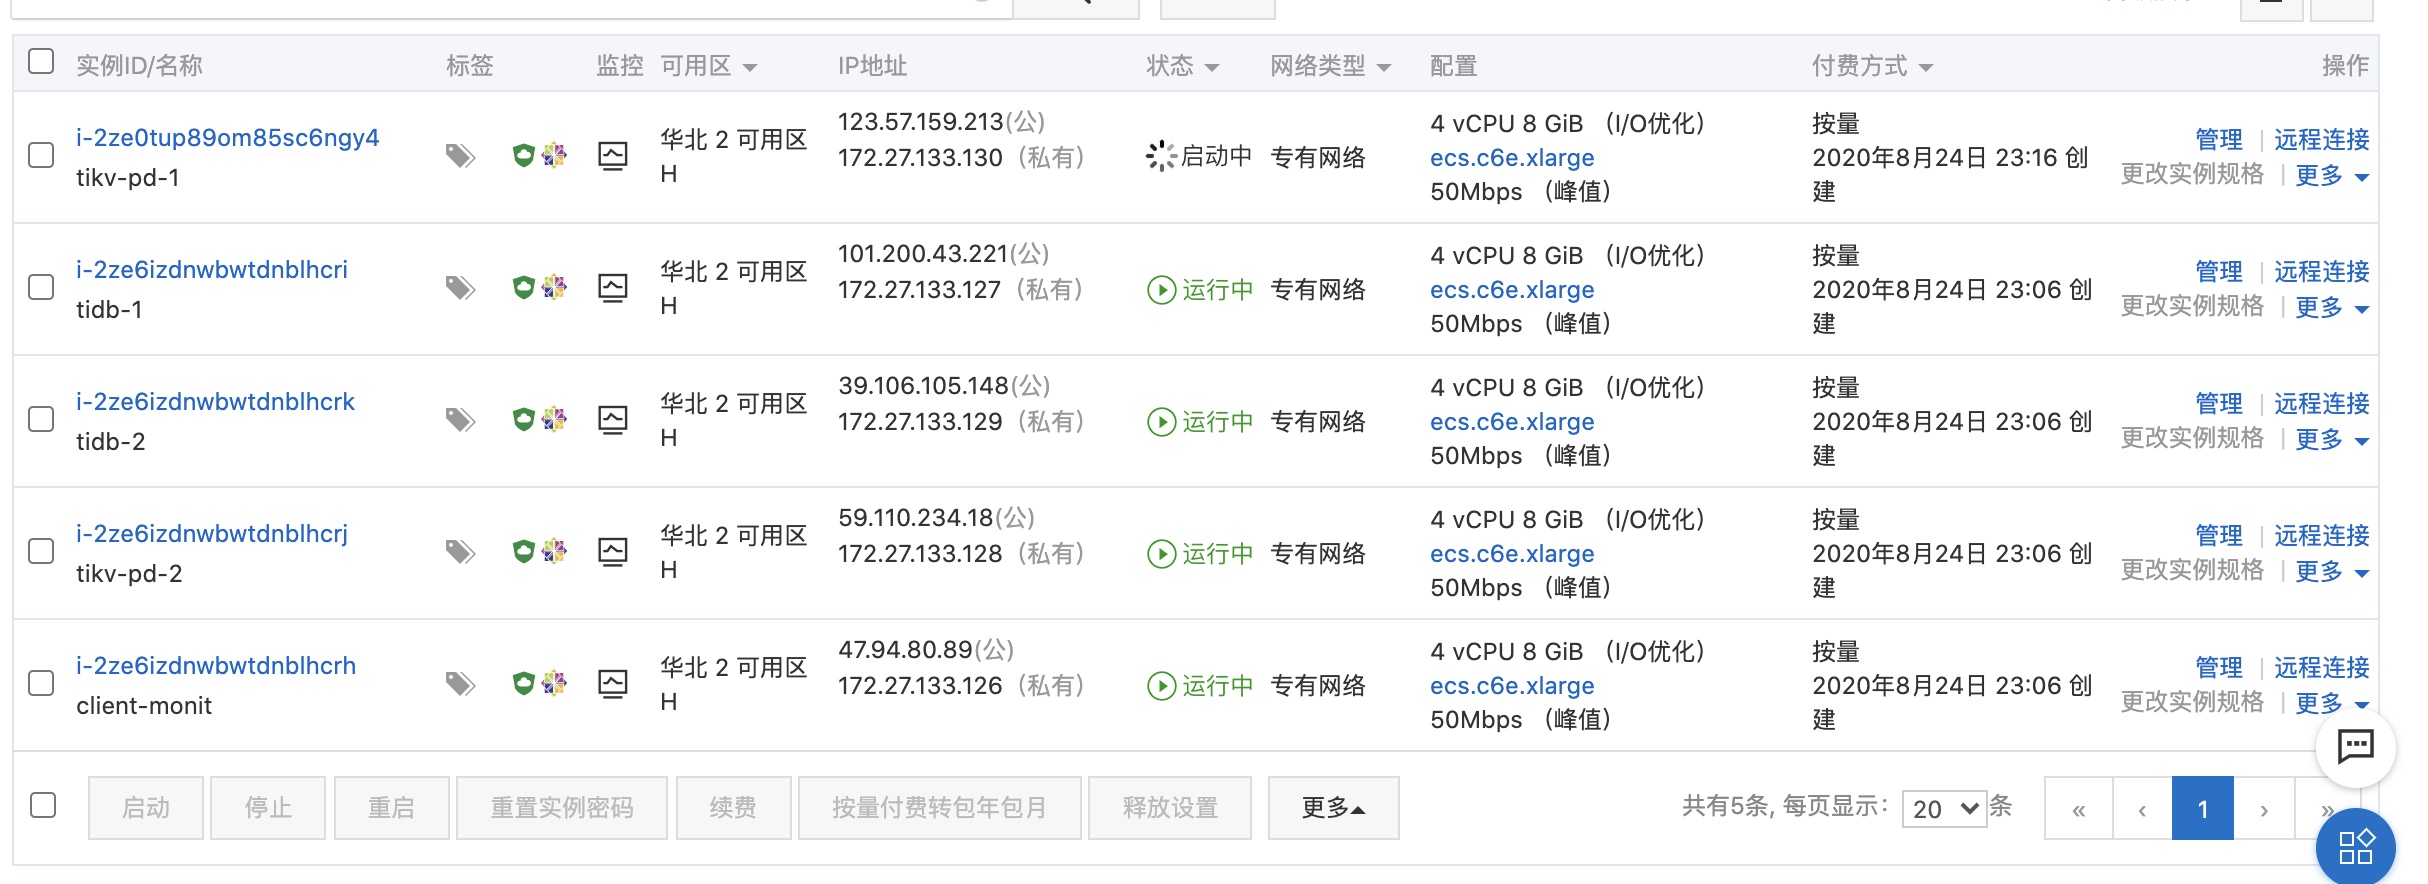 实例ID/名称 标签 监控 可用区 IP地址 状态 网络类型 配置 付费方式 操作
i-2ze0tup89om85sc6ngy4
tikv-pd-1
华北 2 可用区
H
123.57.159.213(公)
172.27.133.130（私有）
启动中
专有网络
4 vCPU 8 GiB （I/O优化）
ecs.c6e.xlarge
50Mbps （峰值）
按量
2020年8月24日 23:16 创
建
管理 | 远程连接
更改实例规格 | 更多
i-2ze6izdnwbwtdnblhcri
tidb-1
华北 2 可用区
H
101.200.43.221(公)
172.27.133.127（私有）
运行中
专有网络
4 vCPU 8 GiB （I/O优化）
ecs.c6e.xlarge
50Mbps （峰值）
按量
2020年8月24日 23:06 创
建
管理 | 远程连接
更改实例规格 | 更多
i-2ze6izdnwbwtdnblhcrk
tidb-2
华北 2 可用区
H
39.106.105.148(公)
172.27.133.129（私有）
运行中
专有网络
4 vCPU 8 GiB （I/O优化）
ecs.c6e.xlarge
50Mbps （峰值）
按量
2020年8月24日 23:06 创
建
管理 | 远程连接
更改实例规格 | 更多
i-2ze6izdnwbwtdnblhcrj
tikv-pd-2
华北 2 可用区
H
59.110.234.18(公)
172.27.133.128（私有）
运行中
专有网络
4 vCPU 8 GiB （I/O优化）
ecs.c6e.xlarge
50Mbps （峰值）
按量
2020年8月24日 23:06 创
建
管理 | 远程连接
更改实例规格 | 更多
i-2ze6izdnwbwtdnblhcrh
client-monit
华北 2 可用区
H
47.94.80.89(公)
172.27.133.126（私有）
运行中
专有网络
4 vCPU 8 GiB （I/O优化）
ecs.c6e.xlarge
50Mbps （峰值）
按量
2020年8月24日 23:06 创
建
管理 | 远程连接
更改实例规格 | 更多
启动 停止 重启 重置实例密码 续费 按量付费转包年包月 释放设置 更多 共有5条, 每页显示： 20 条 « ‹ 1 › »